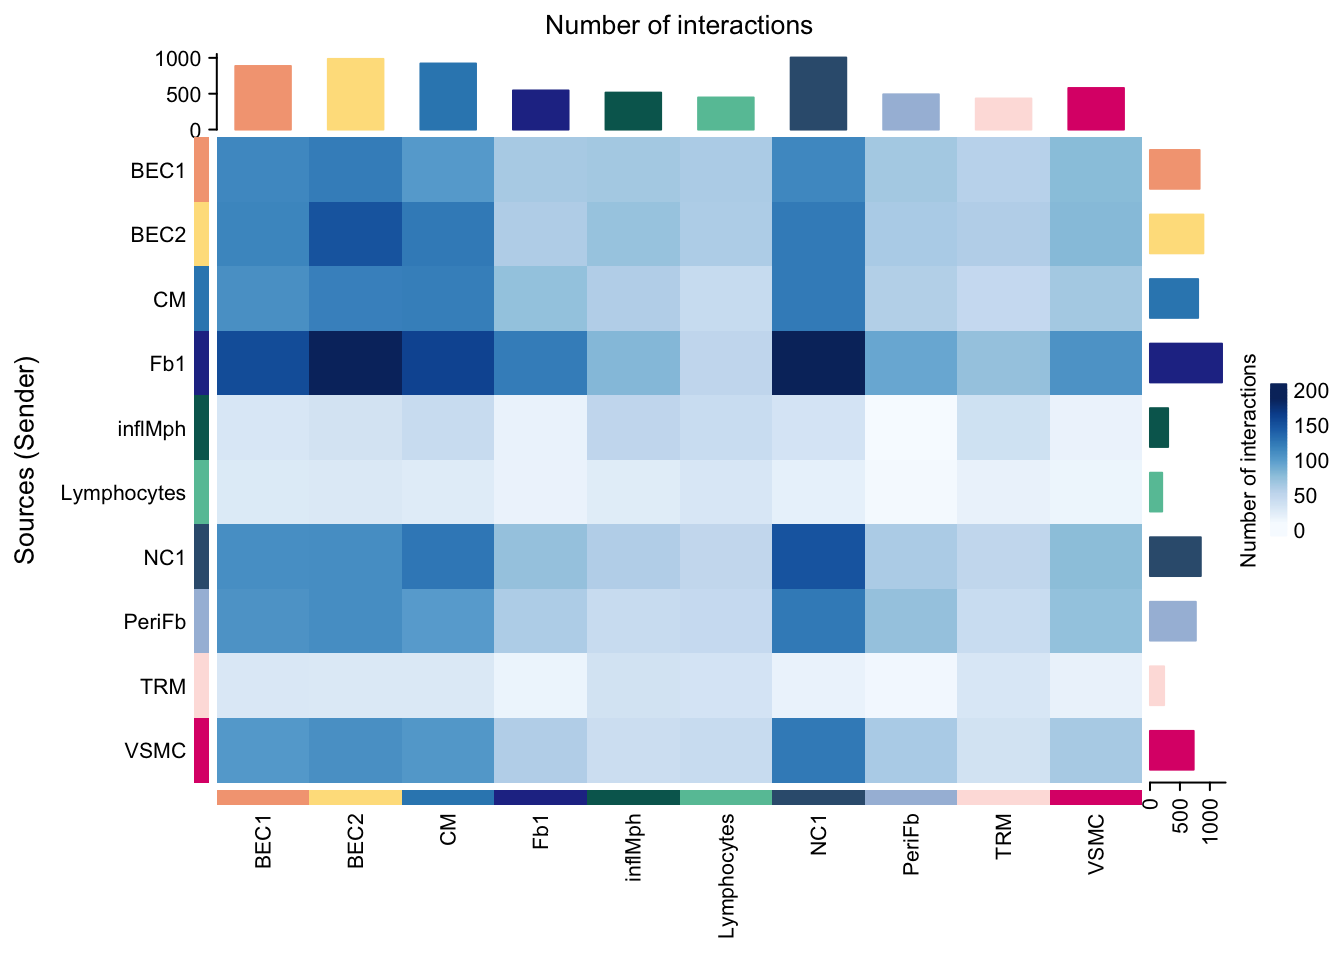 Number of interactions
1000
500
0
BEC1
BEC2
CM
Fb1
inflMph
Lymphocytes
NC1
PeriFb
TRM
VSMC
Sources (Sender)
BEC1
BEC2
CM
Fb1
inflMph
Lymphocytes
NC1
PeriFb
TRM
VSMC
0
500
1000
Number of interactions
200
150
100
50
0